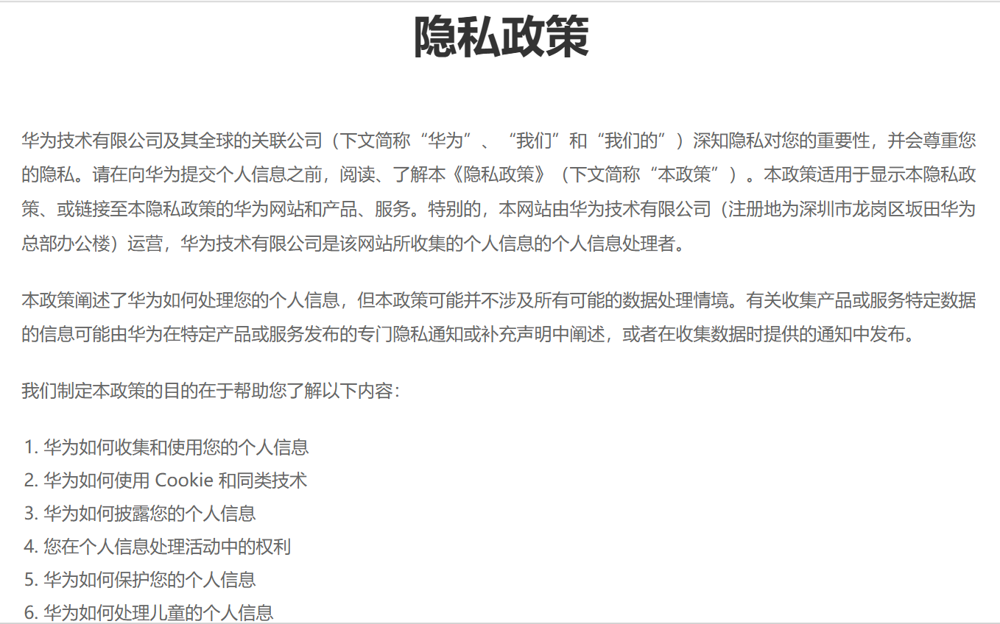 隐私政策
华为技术有限公司及其全球的关联公司（下文简称“华为”、“我们”和“我们的”）深知隐私对您的重要性，并会尊重您
的隐私。请在向华为提交个人信息之前，阅读、了解本《隐私政策》（下文简称“本政策”）。本政策适用于显示本隐私政
策、或链接至本隐私政策的华为网站和产品、服务。特别的，本网站由华为技术有限公司（注册地为深圳市龙岗区坂田华为
总部办公楼）运营，华为技术有限公司是该网站所收集的个人信息的个人信息处理者。
本政策阐述了华为如何处理您的个人信息，但本政策可能并不涉及所有可能的数据处理情境。有关收集产品或服务特定数据
的信息可能由华为在特定产品或服务发布的专门隐私通知或补充声明中阐述，或者在收集数据时提供的通知中发布。
我们制定本政策的目的在于帮助您了解以下内容：
1. 华为如何收集和使用您的个人信息
2. 华为如何使用 Cookie 和同类技术
3. 华为如何披露您的个人信息
4. 您在个人信息处理活动中的权利
5. 华为如何保护您的个人信息
6. 华为如何处理儿童的个人信息